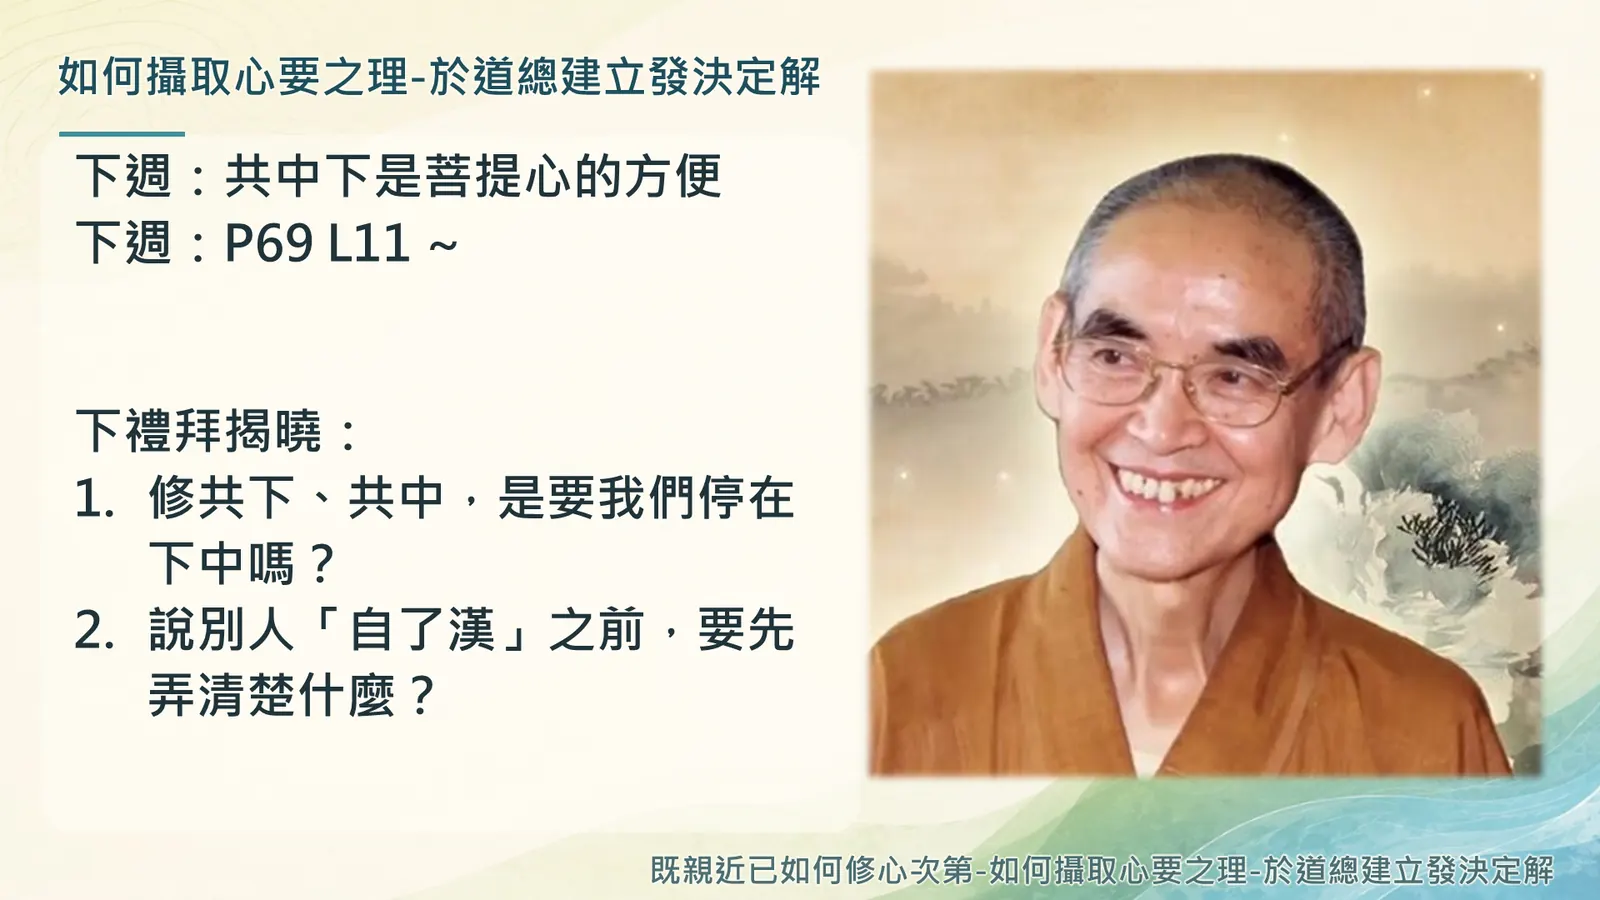 如何攝取心要之理-於道總建立發決定解
下週：共中下是菩提心的方便
下週：P69 L11 ~
下禮拜揭曉：
1. 修共下、共中，是要我們停在
下中嗎？
2. 說別人「自了漢」之前，要先
弄清楚什麼？
既親近已如何修心次第-如何攝取心要之理-於道總建立發決定解